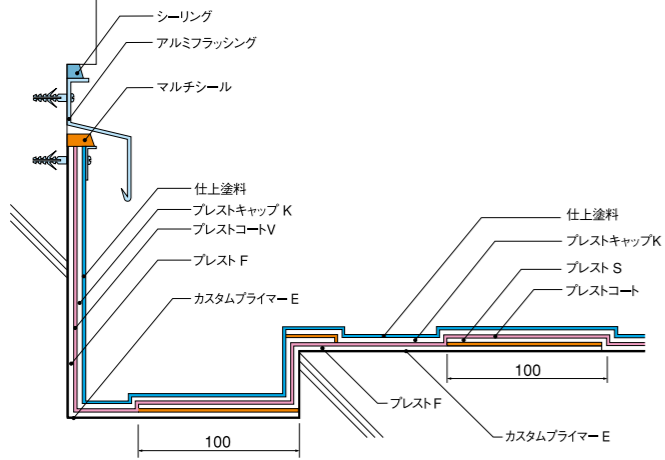 シーリング
アルミフラッシング
マルチシール
仕上塗料
プレストキャップ K
プレストコートV
プレスト F
カスタムプライマー E
仕上塗料
プレストキャップK
プレスト S
プレストコート
100
プレスト F
カスタムプライマー E
100